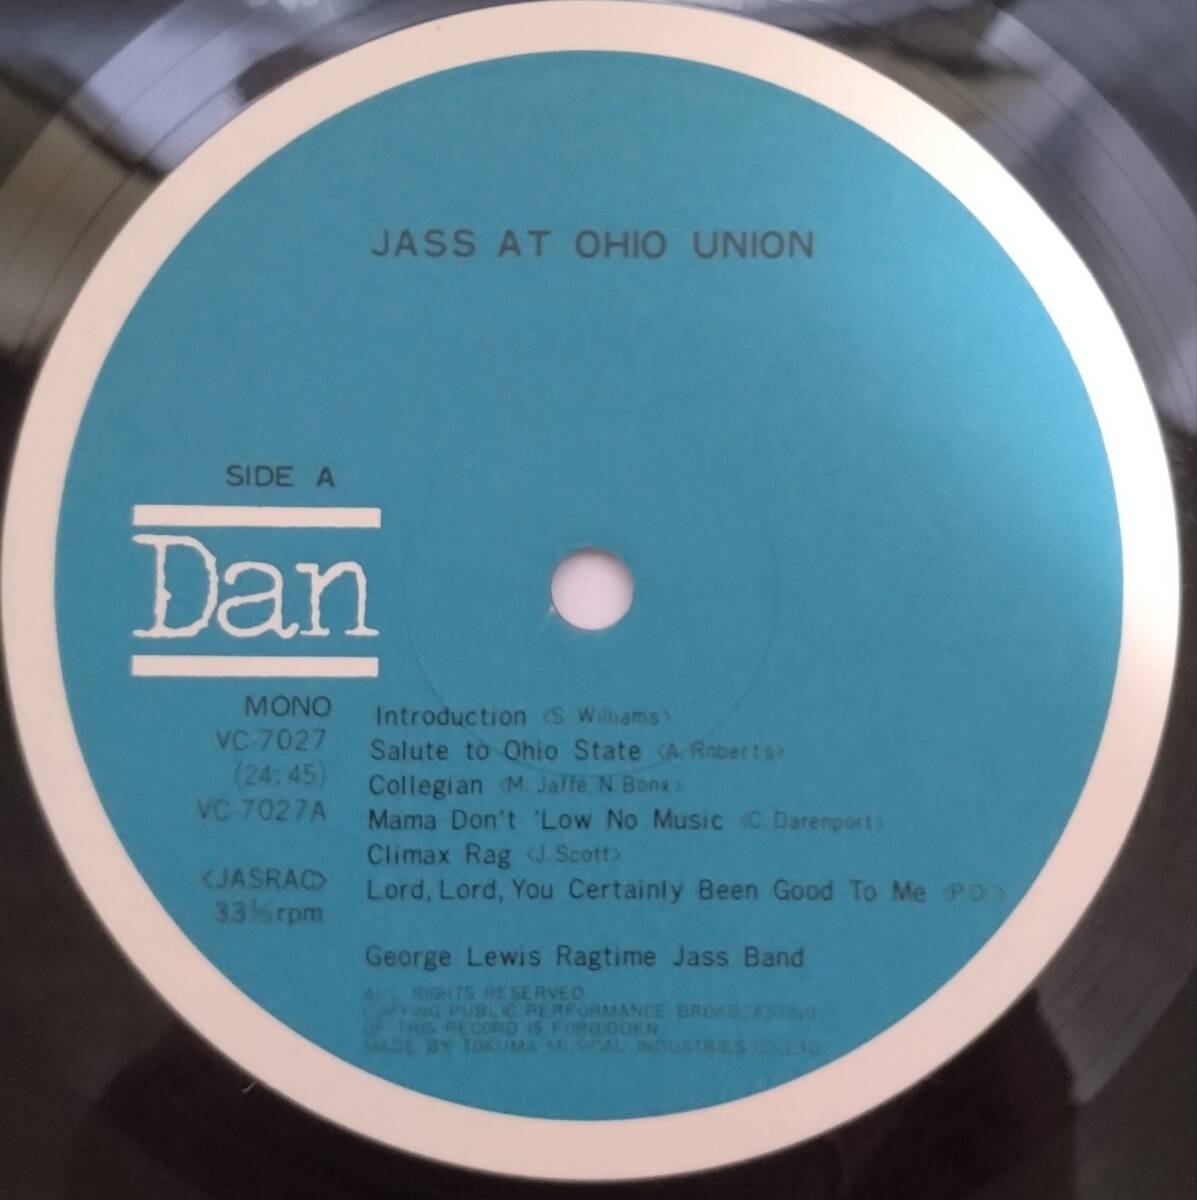 JASS AT OHIO UNION
SIDE A
Dan
MONO
VC-7027
(24:45)
VC-7027A
<JASRAC>
33⅓rpm
Introduction <S. Williams>
Salute to Ohio State <A. Roberts>
Collegian <M. Jaffe, N. Bonx>
Mama Don't 'Low No Music <C. Darenport>
Climax Rag <J. Scott>
Lord, Lord, You Certainly Been Good To Me <P.D.>
George Lewis Ragtime Jass Band
ALL RIGHTS RESERVED
COPYING PUBLIC PERFORMANCE BROADCASTING
OF THIS RECORD IS FORBIDDEN
MADE BY TOKUMA MUSICAL INDUSTRIES CO.,LTD